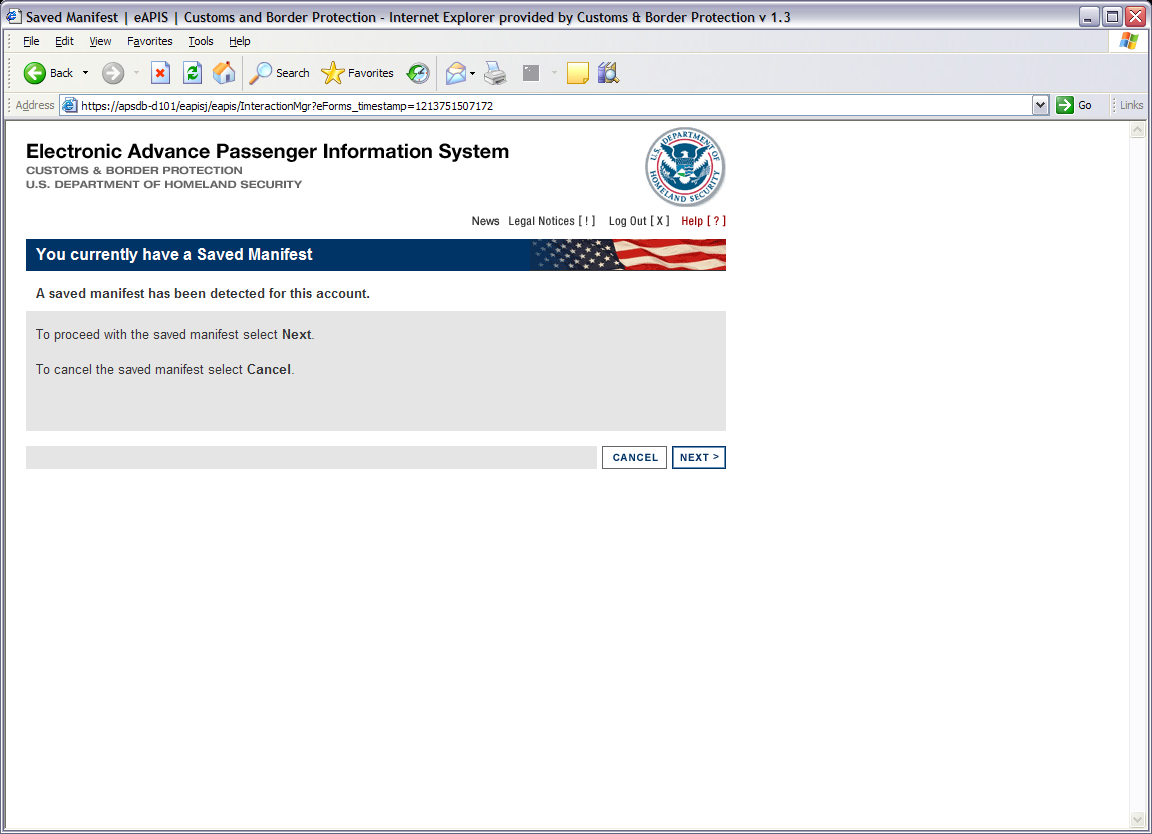 Saved Manifest | eAPIS | Customs and Border Protection - Internet Explorer provided by Customs & Border Protection v 1.3
File Edit View Favorites Tools Help
Back Search Favorites
Address https://apsdb-d101/eapisj/eapis/InteractionMgr?eForms_timestamp=1213751507172 Go Links
Electronic Advance Passenger Information System
CUSTOMS & BORDER PROTECTION
U.S. DEPARTMENT OF HOMELAND SECURITY
U.S. DEPARTMENT OF HOMELAND SECURITY
News Legal Notices [ ! ] Log Out [ X ] Help [ ? ]
You currently have a Saved Manifest
A saved manifest has been detected for this account.
To proceed with the saved manifest select Next.
To cancel the saved manifest select Cancel.
CANCEL NEXT >